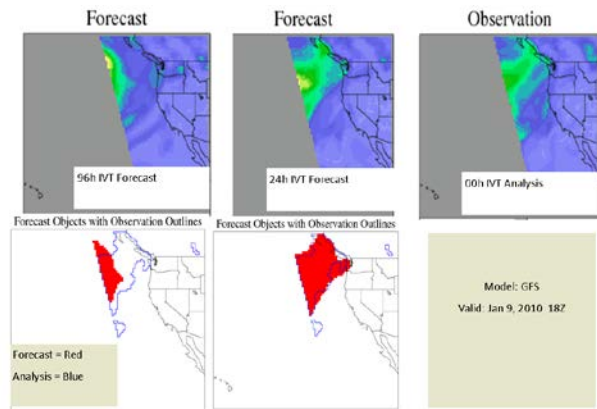 Forecast
Forecast
Observation
96h IVT Forecast
24h IVT Forecast
00h IVT Analysis
Forecast Objects with Observation Outlines
Forecast Objects with Observation Outlines
Forecast = Red
Analysis = Blue
Model: GFS
Valid: Jan 9, 2010 18Z